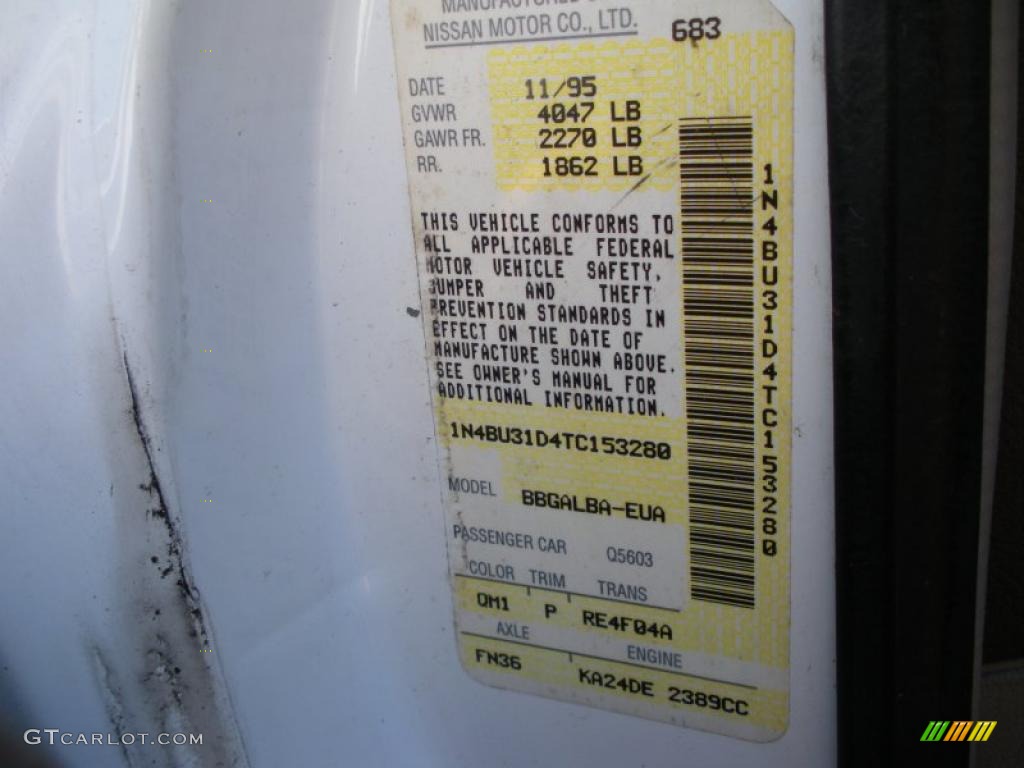 MANUFACTURED
NISSAN MOTOR CO., LTD.
683
DATE 11/95
GVWR 4047 LB
GAWR FR. 2270 LB
RR. 1862 LB
THIS VEHICLE CONFORMS TO
ALL APPLICABLE FEDERAL
MOTOR VEHICLE SAFETY,
BUMPER AND THEFT
PREVENTION STANDARDS IN
EFFECT ON THE DATE OF
MANUFACTURE SHOWN ABOVE.
SEE OWNER'S MANUAL FOR
ADDITIONAL INFORMATION.
1N4BU31D4TC153280
1N4BU31D4TC153280
MODEL BBGALBA-EUA
PASSENGER CAR Q5603
COLOR TRIM TRANS
QM1 P RE4F04A
AXLE ENGINE
FN36 KA24DE 2389CC
GTCARLOT.COM